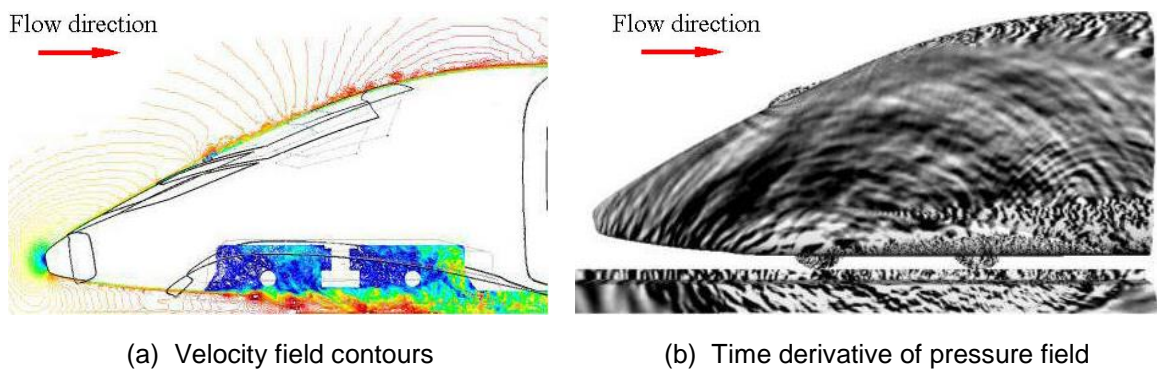 Flow direction
Flow direction
(a) Velocity field contours
(b) Time derivative of pressure field